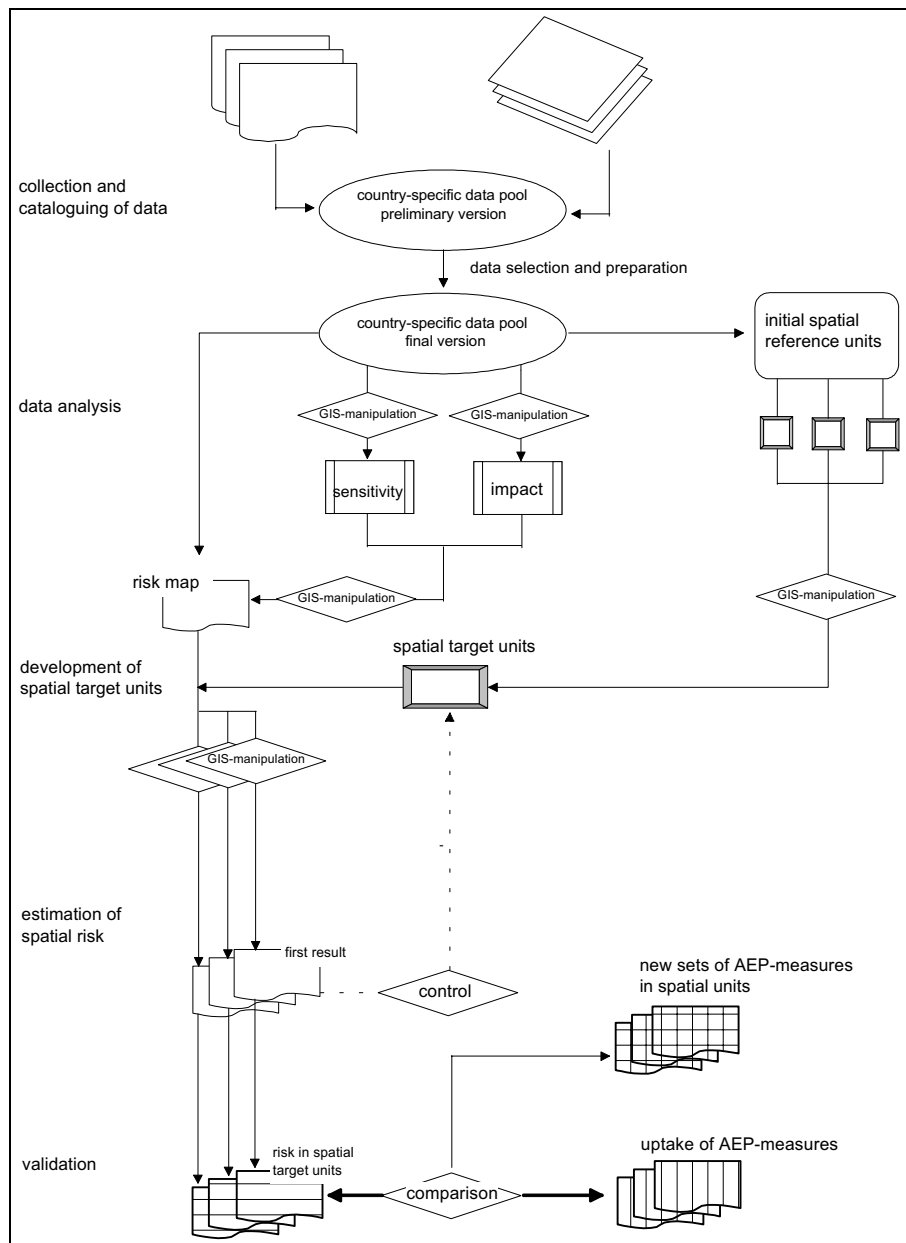 collection and
cataloguing of data
country-specific data pool
preliminary version
data selection and preparation
country-specific data pool
final version
initial spatial
reference units
data analysis
GIS-manipulation
GIS-manipulation
sensitivity
impact
risk map
GIS-manipulation
GIS-manipulation
spatial target units
development of
spatial target units
GIS-manipulation
estimation of
spatial risk
first result
control
new sets of AEP-measures
in spatial units
validation
risk in spatial
target units
comparison
uptake of AEP-measures